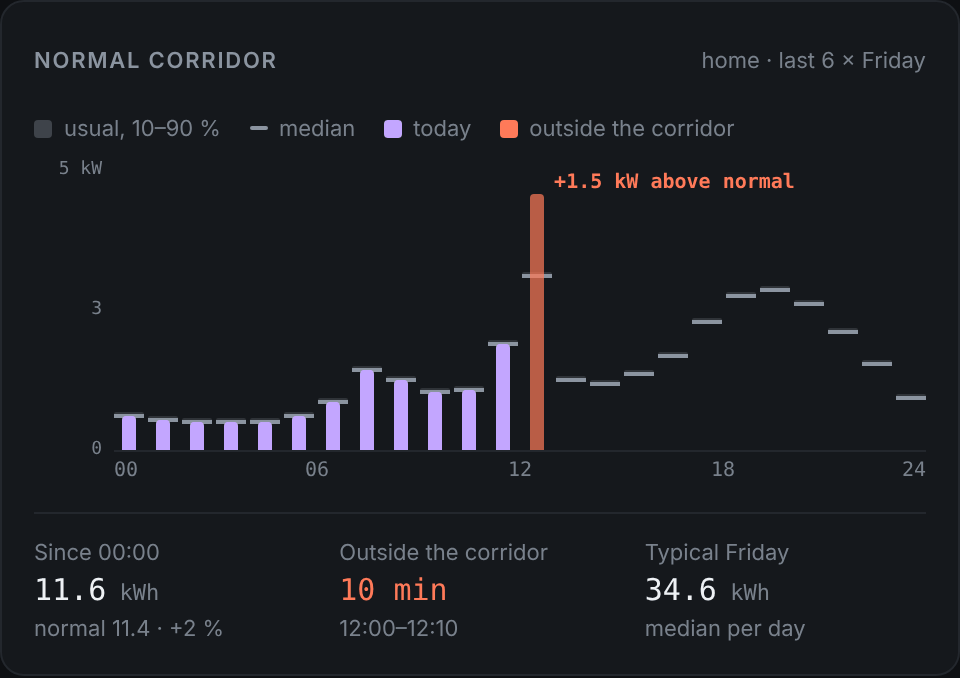 NORMAL CORRIDOR
home · last 6 × Friday
usual, 10–90 %
median
today
outside the corridor
5 kW
+1.5 kW above normal
3
0
00 06 12 18 24
Since 00:00
11.6 kWh
normal 11.4 · +2 %
Outside the corridor
10 min
12:00–12:10
Typical Friday
34.6 kWh
median per day